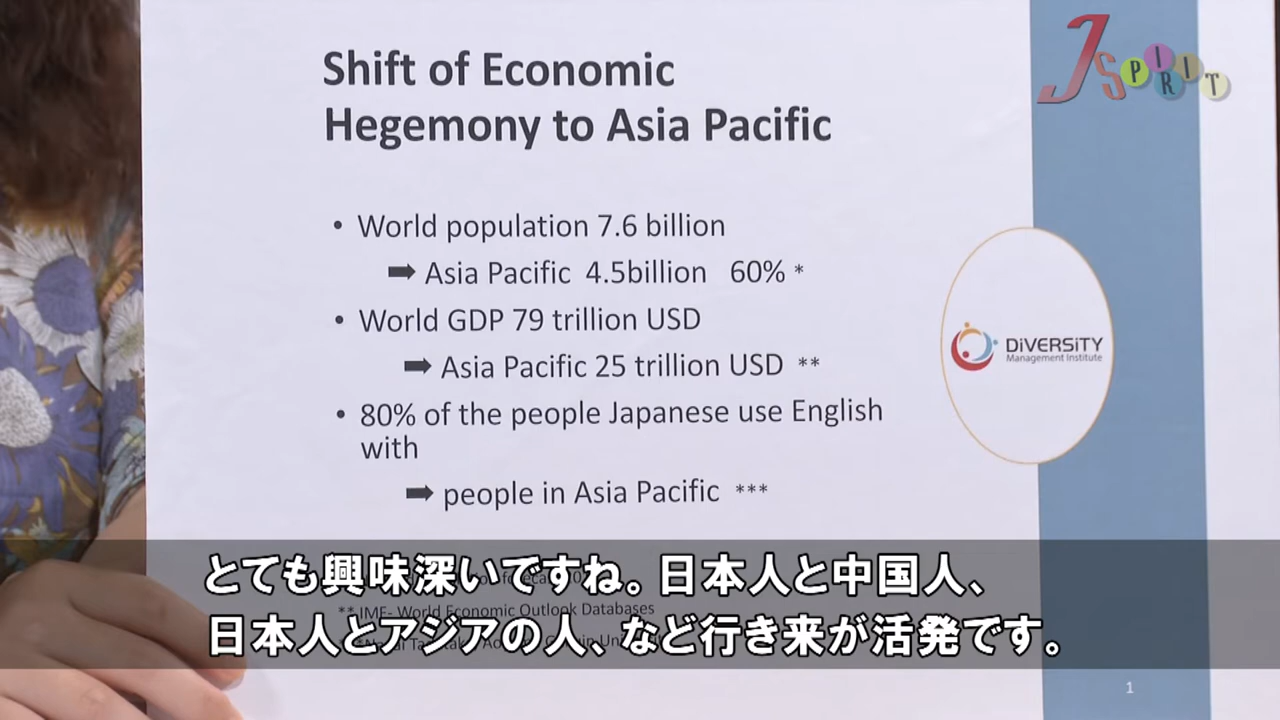 J SPIRIT
Shift of Economic
Hegemony to Asia Pacific
• World population 7.6 billion
➡ Asia Pacific 4.5billion 60% *
• World GDP 79 trillion USD
➡ Asia Pacific 25 trillion USD **
DiVERSiTY
Management Institute
• 80% of the people Japanese use English
with
➡ people in Asia Pacific ***
とても興味深いですね。日本人と中国人、
** IMF- World Economic Outlook Databases
日本人とアジアの人、など行き来が活発です。
1